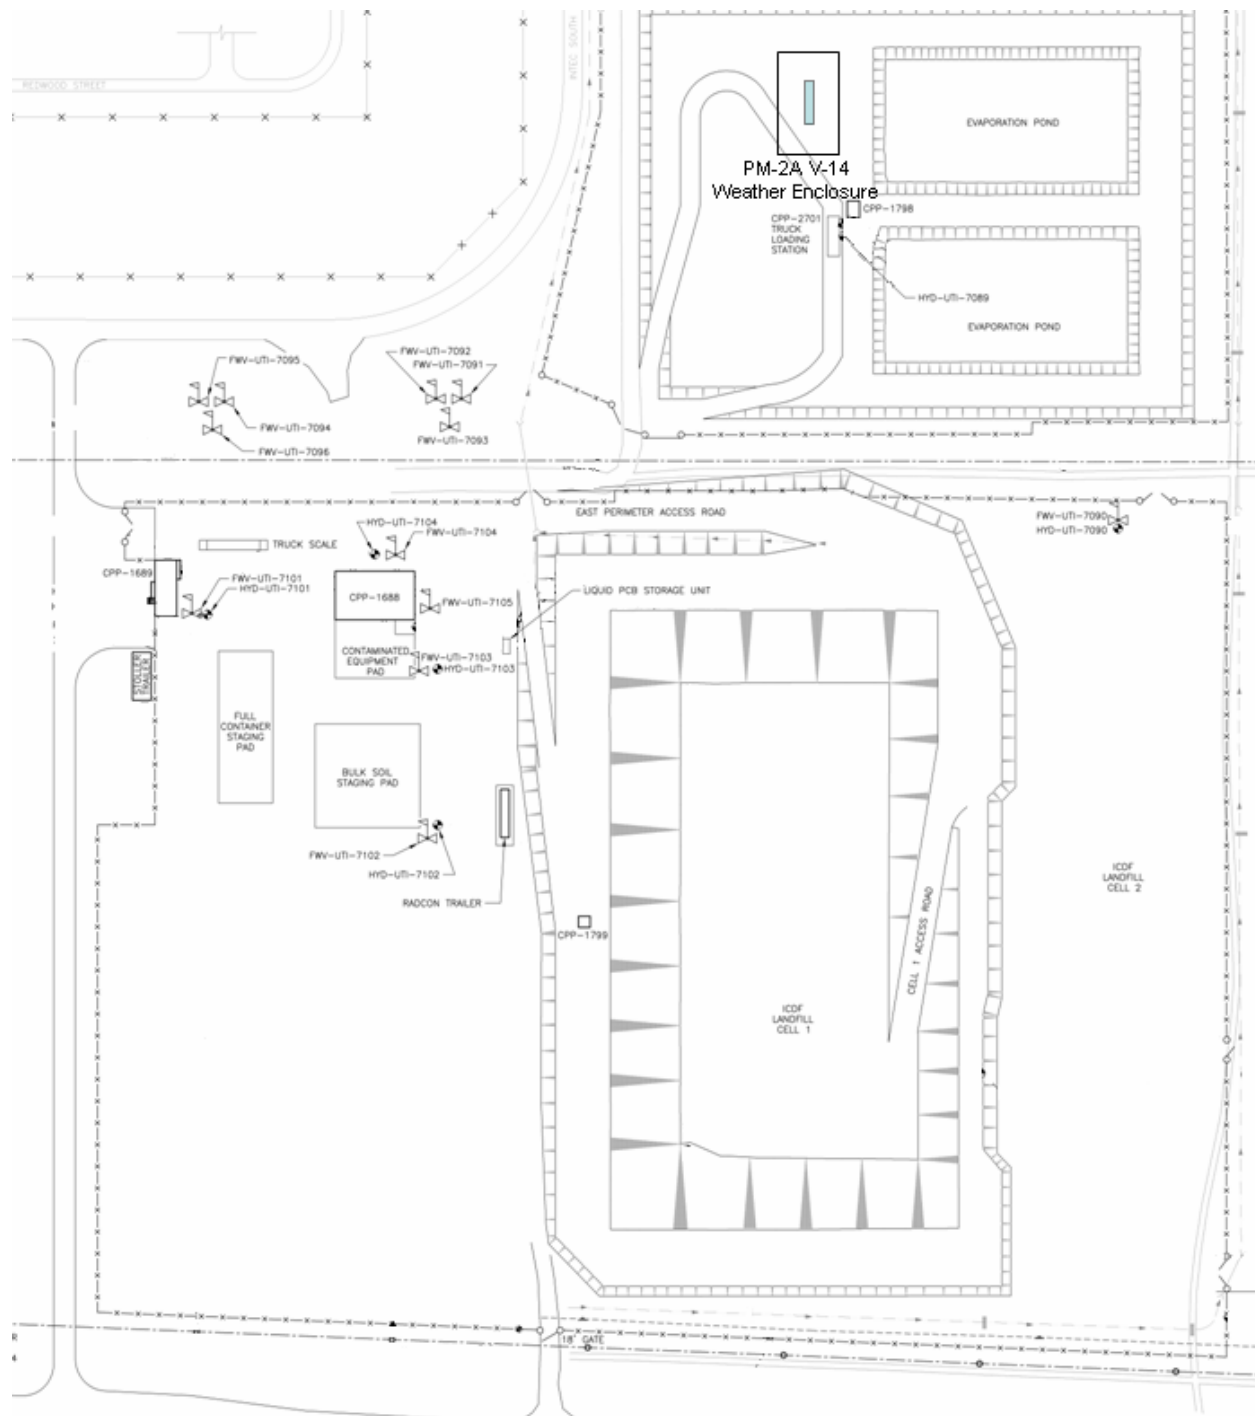 REDWOOD STREET
INTEC SOUTH
EVAPORATION POND
PM-2A V-14
Weather Enclosure
CPP-1798
CPP-2701
TRUCK
LOADING
STATION
HYD-UTI-7089
EVAPORATION POND
FWV-UTI-7095
FWV-UTI-7094
FWV-UTI-7096
FWV-UTI-7092
FWV-UTI-7091
FWV-UTI-7093
EAST PERIMETER ACCESS ROAD
FWV-UTI-7090
HYD-UTI-7090
HYD-UTI-7104
FWV-UTI-7104
TRUCK SCALE
CPP-1689
FWV-UTI-7101
HYD-UTI-7101
CPP-1688
FWV-UTI-7105
LIQUID PCB STORAGE UNIT
CONTAMINATED
EQUIPMENT
PAD
FWV-UTI-7103
HYD-UTI-7103
STOLLER
TRAILER
FULL
CONTAINER
STAGING
PAD
BULK SOIL
STAGING PAD
FWV-UTI-7102
HYD-UTI-7102
RADCON TRAILER
CPP-1799
CELL 1 ACCESS ROAD
ICDF
LANDFILL
CELL 2
ICDF
LANDFILL
CELL 1
18' GATE
R
4